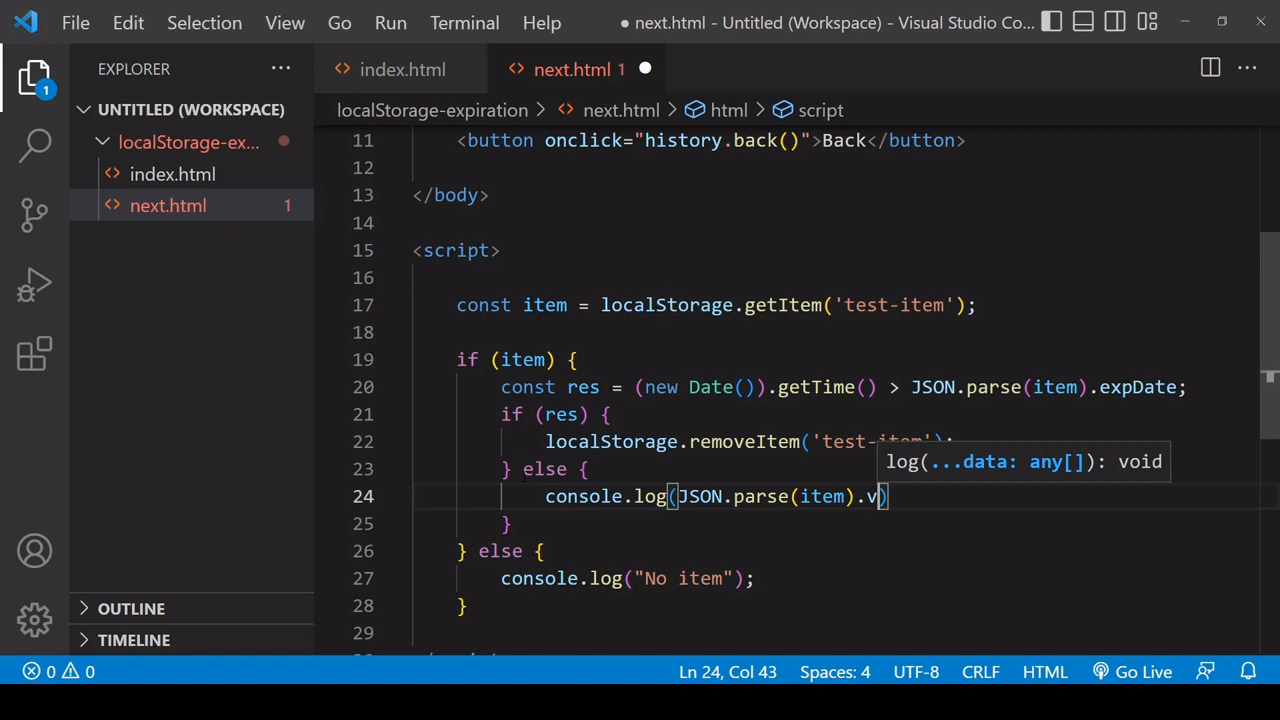 File Edit Selection View Go Run Terminal Help ● next.html - Untitled (Workspace) - Visual Studio Co...
EXPLORER ...
index.html
next.html 1
UNTITLED (WORKSPACE)
localStorage-ex...
index.html
next.html 1
1
OUTLINE
TIMELINE
localStorage-expiration > next.html > html > script
11 <button onclick="history.back()">Back</button>
12
13 </body>
14
15 <script>
16
17 const item = localStorage.getItem('test-item');
18
19 if (item) {
20 const res = (new Date()).getTime() > JSON.parse(item).expDate;
21 if (res) {
22 localStorage.removeItem('test-item');
log(...data: any[]): void
23 } else {
24 console.log(JSON.parse(item).v)
25 }
26 } else {
27 console.log("No item");
28 }
29
0 0 Ln 24, Col 43 Spaces: 4 UTF-8 CRLF HTML Go Live